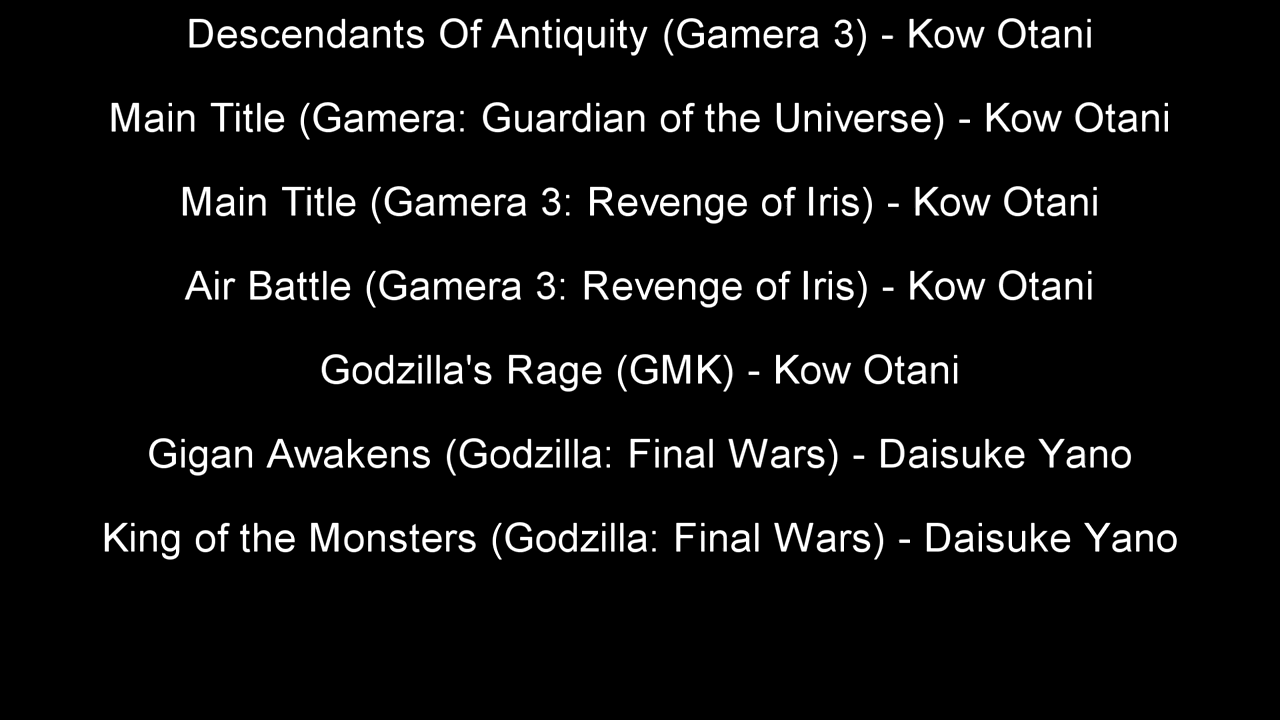 Descendants Of Antiquity (Gamera 3) - Kow Otani
Main Title (Gamera: Guardian of the Universe) - Kow Otani
Main Title (Gamera 3: Revenge of Iris) - Kow Otani
Air Battle (Gamera 3: Revenge of Iris) - Kow Otani
Godzilla's Rage (GMK) - Kow Otani
Gigan Awakens (Godzilla: Final Wars) - Daisuke Yano
King of the Monsters (Godzilla: Final Wars) - Daisuke Yano